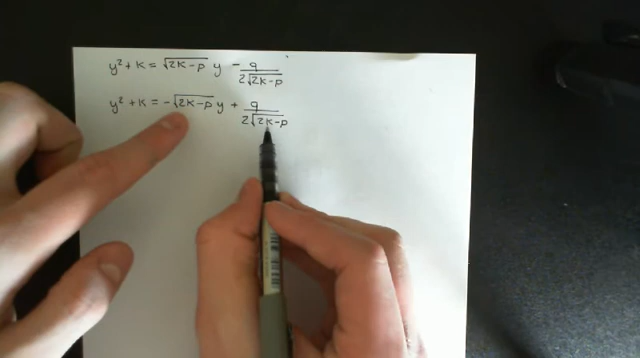 y² + k = √(2k-p) y - q/(2√(2k-p))
y² + k = -√(2k-p) y + q/(2√(2k-p))